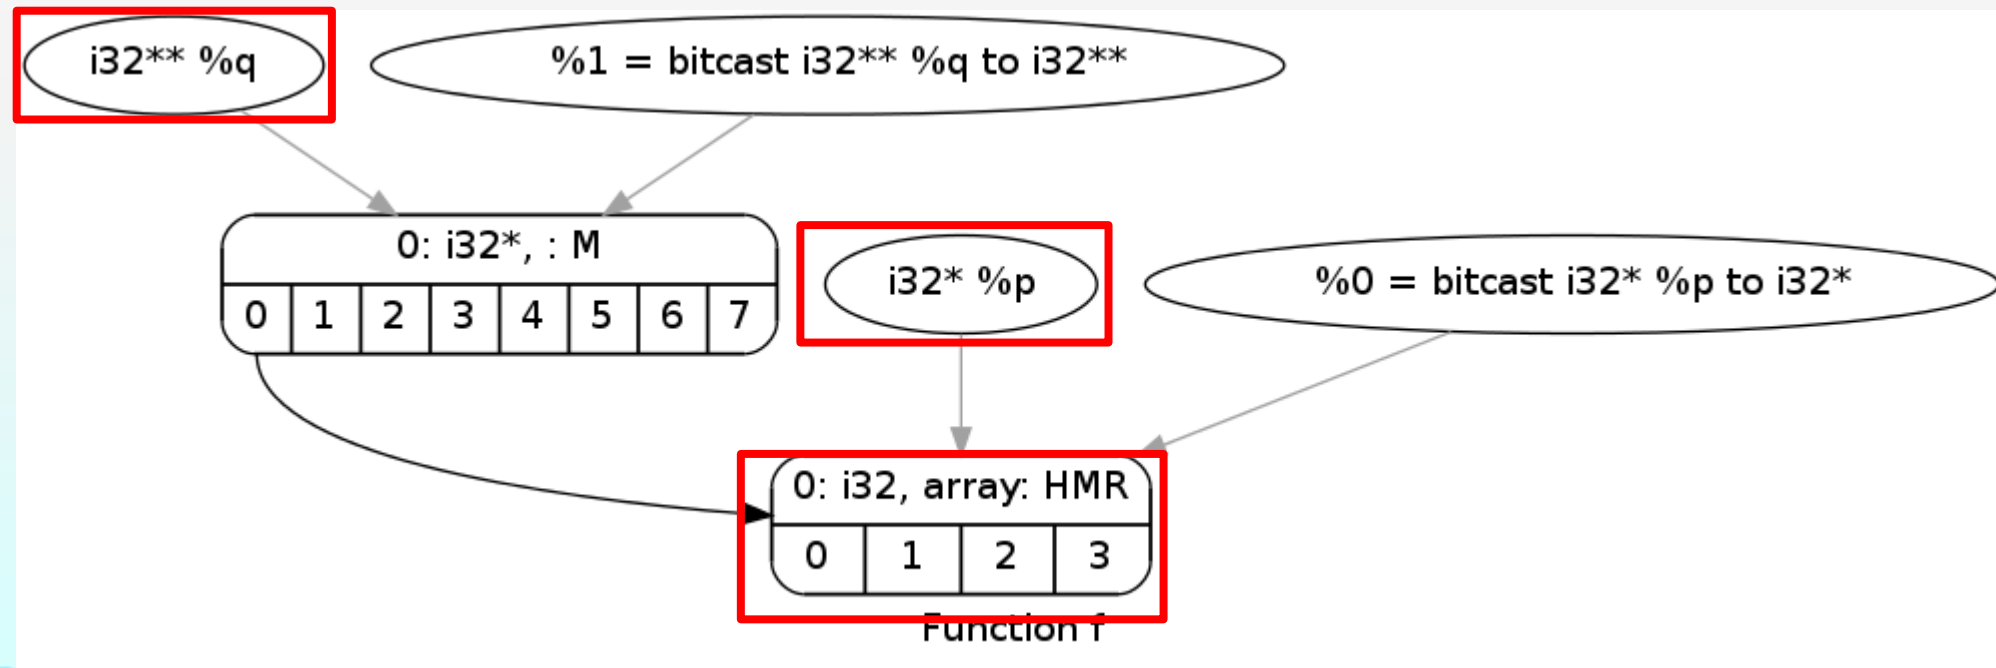 i32** %q
%1 = bitcast i32** %q to i32**
0: i32*, : M
0 1 2 3 4 5 6 7
i32* %p
%0 = bitcast i32* %p to i32*
0: i32, array: HMR
0 1 2 3
Function f